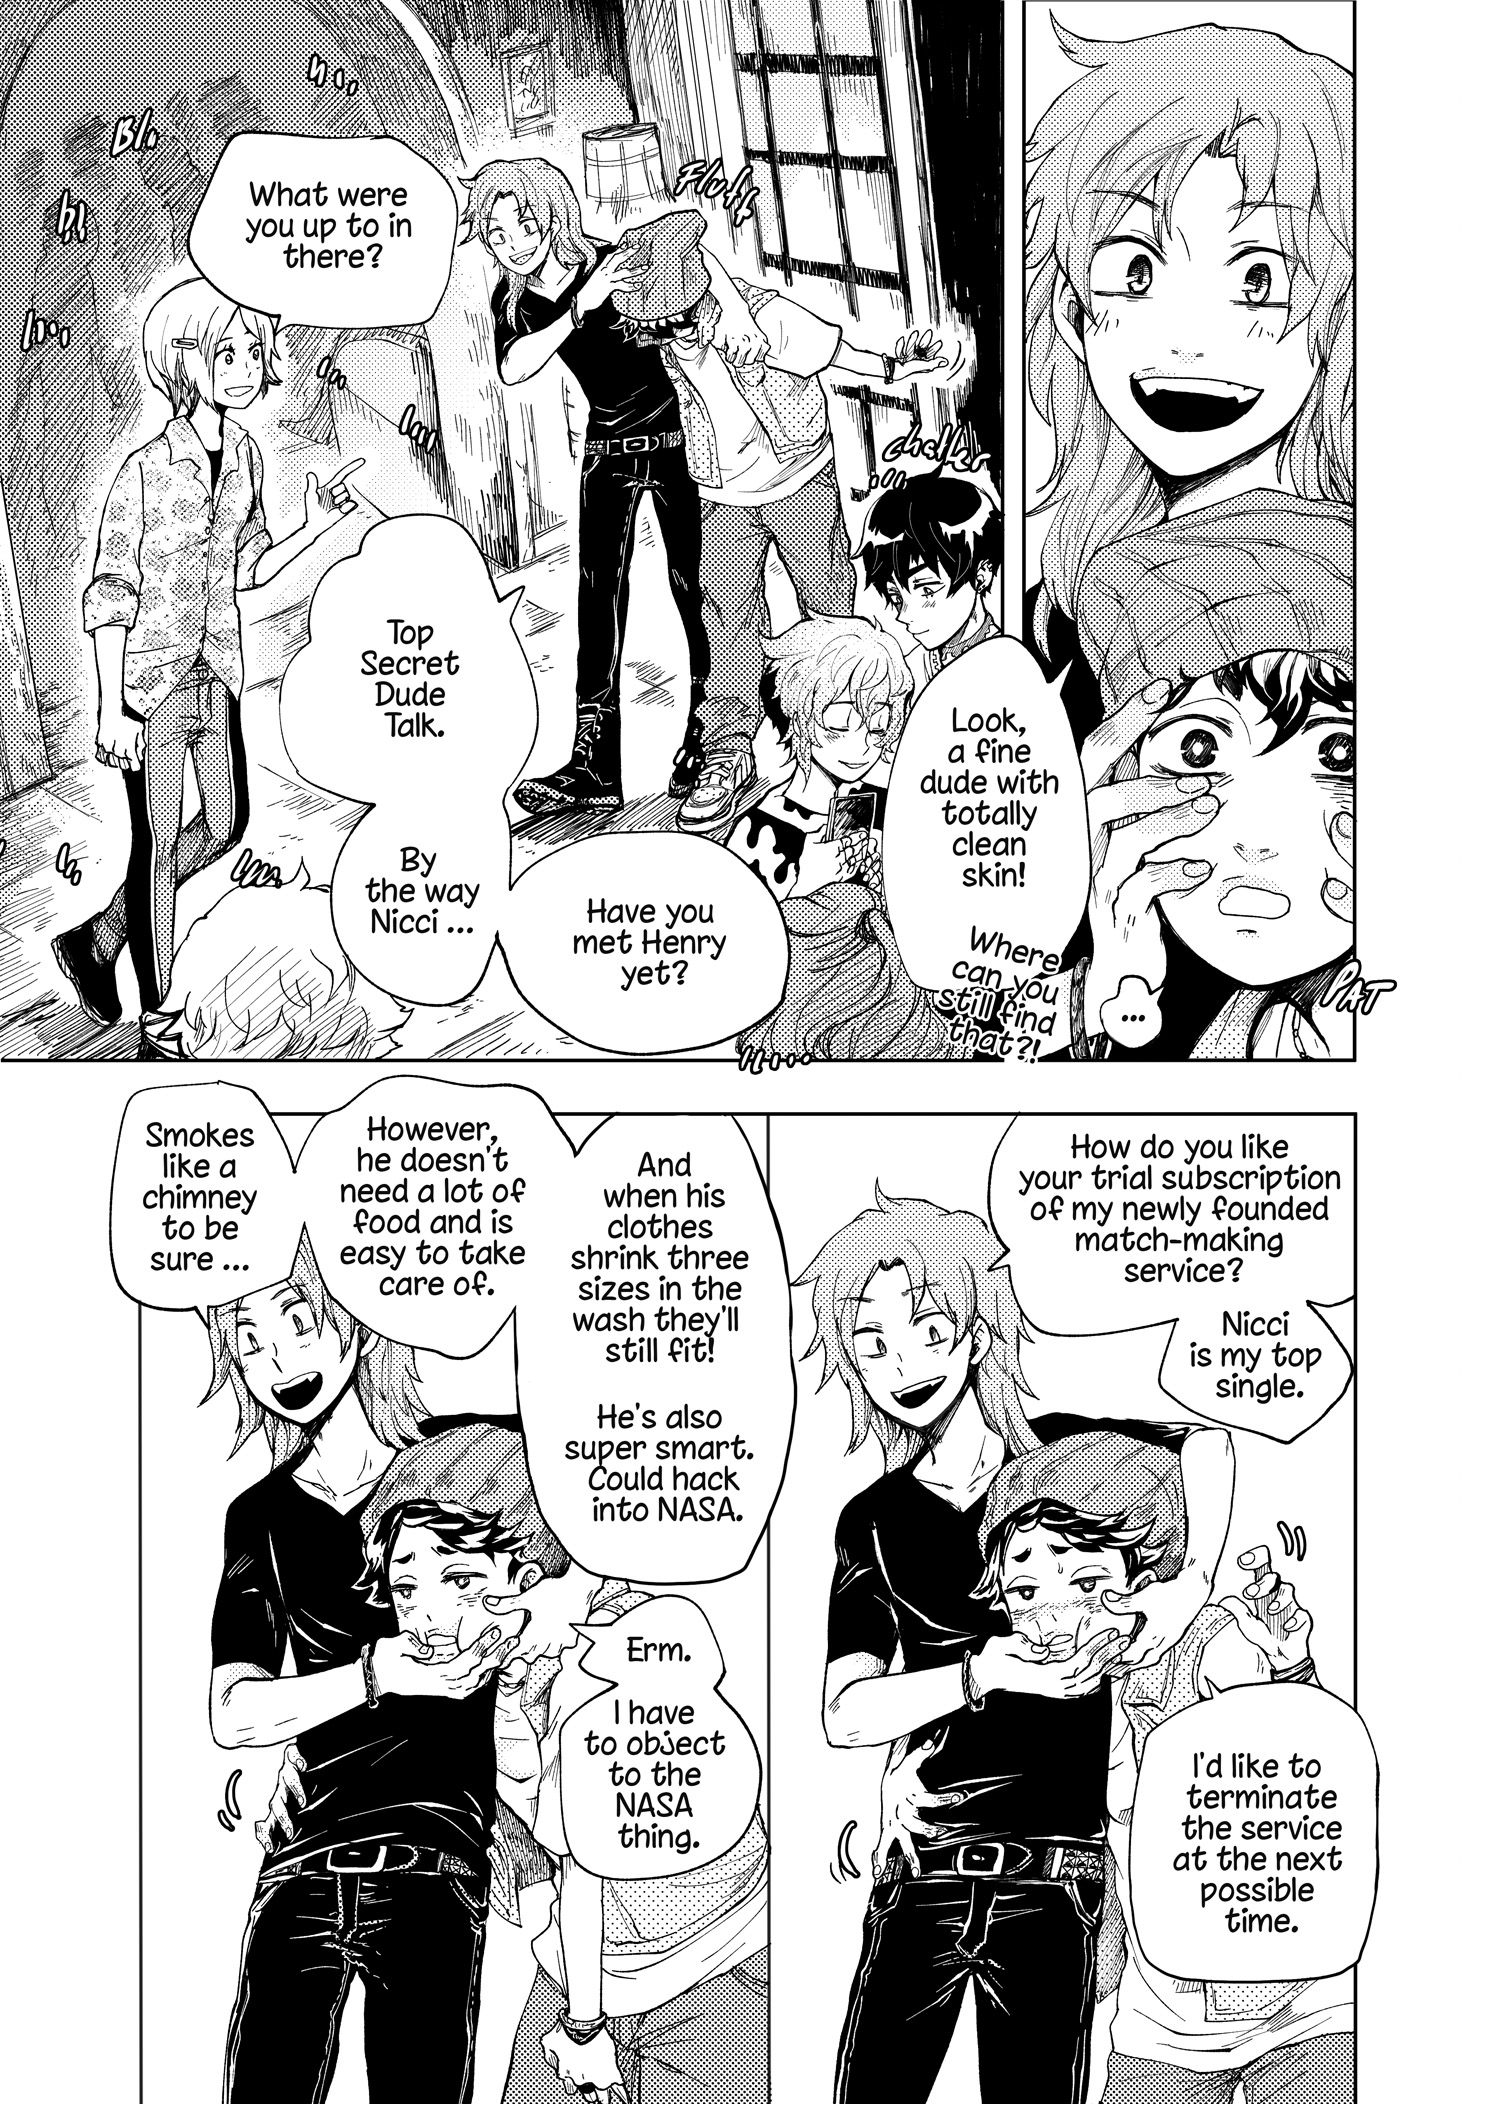 What were
you up to in
there?
Fluff
Bl.
bl
chatter
Top
Secret
Dude
Talk.
By
the way
Nicci ...
Have you
met Henry
yet?
Look,
a fine
dude with
totally
clean
skin!
Where
can you
still find
that?!
...
PAT
Smokes
like a
chimney
to be
sure ...
However,
he doesn't
need a lot of
food and is
easy to take
care of.
And
when his
clothes
shrink three
sizes in the
wash they'll
still fit!
He's also
super smart.
Could hack
into NASA.
Erm.
I have
to object
to the
NASA
thing.
How do you like
your trial subscription
of my newly founded
match-making
service?
Nicci
is my top
single.
I'd like to
terminate
the service
at the next
possible
time.